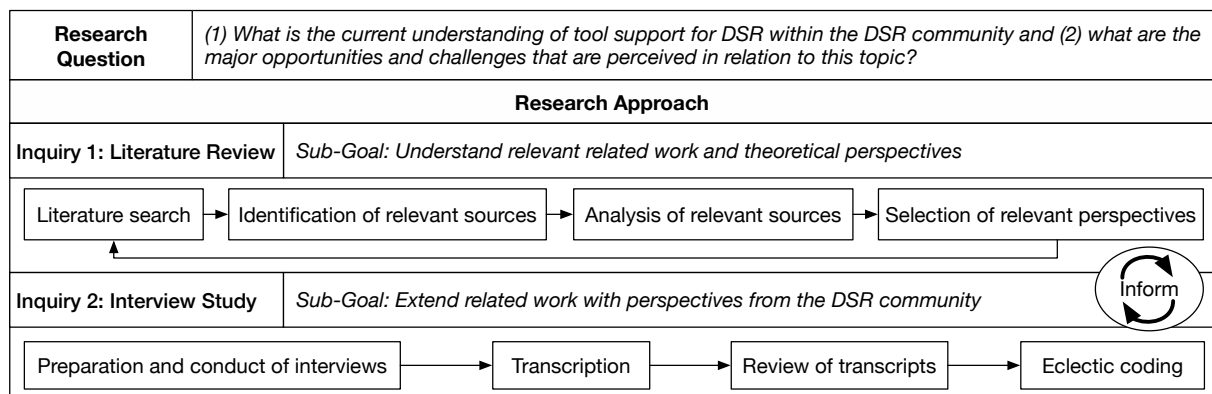 Research
Question
(1) What is the current understanding of tool support for DSR within the DSR community and (2) what are the
major opportunities and challenges that are perceived in relation to this topic?
Research Approach
Inquiry 1: Literature Review
Sub-Goal: Understand relevant related work and theoretical perspectives
Literature search
Identification of relevant sources
Analysis of relevant sources
Selection of relevant perspectives
Inform
Inquiry 2: Interview Study
Sub-Goal: Extend related work with perspectives from the DSR community
Preparation and conduct of interviews
Transcription
Review of transcripts
Eclectic coding